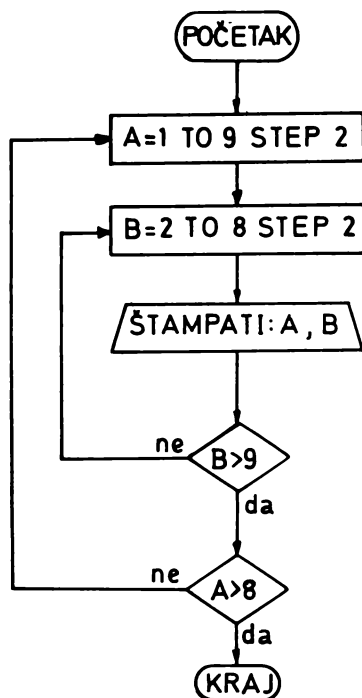 POČETAK
A=1 TO 9 STEP 2
B=2 TO 8 STEP 2
ŠTAMPATI: A, B
ne
B>9
da
ne
A>8
da
KRAJ